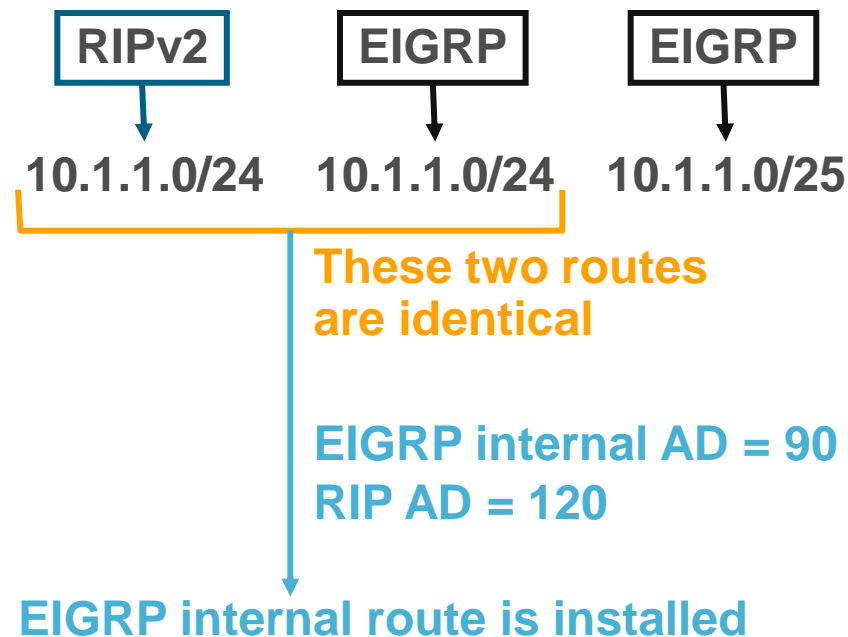 RIPv2 EIGRP EIGRP
10.1.1.0/24 10.1.1.0/24 10.1.1.0/25
These two routes
are identical
EIGRP internal AD = 90
RIP AD = 120
EIGRP internal route is installed